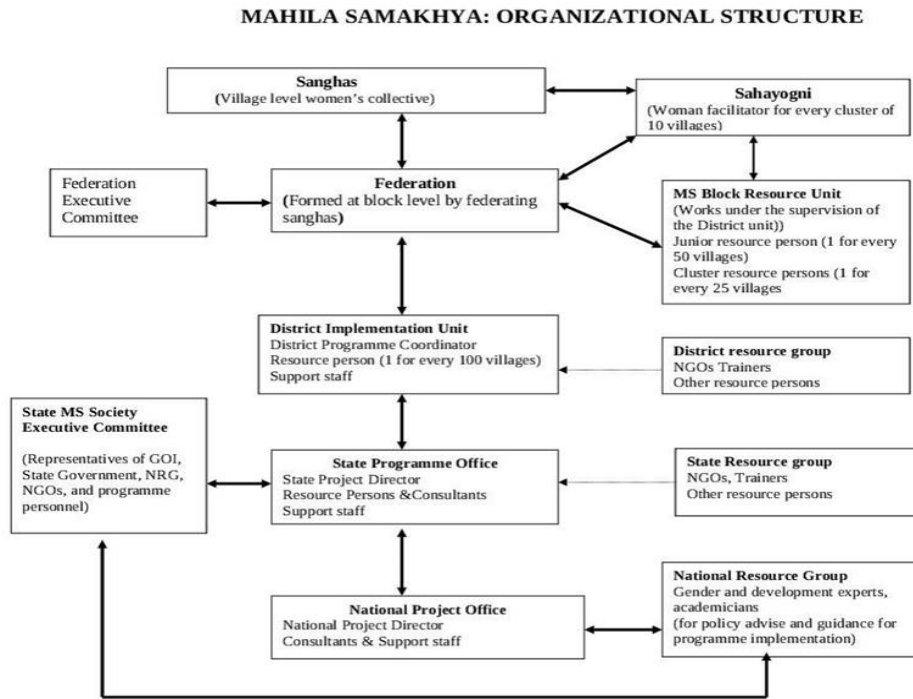 MAHILA SAMAKHYA: ORGANIZATIONAL STRUCTURE
Sanghas
(Village level women's collective)
Sahayogni
(Woman facilitator for every cluster of
10 villages)
Federation
Executive
Committee
Federation
(Formed at block level by federating
sanghas)
MS Block Resource Unit
(Works under the supervision of
the District unit))
Junior resource person (1 for every
50 villages)
Cluster resource persons (1 for
every 25 villages
District Implementation Unit
District Programme Coordinator
Resource person (1 for every 100 villages)
Support staff
District resource group
NGOs Trainers
Other resource persons
State MS Society
Executive Committee
(Representatives of GOI,
State Government, NRG,
NGOs, and programme
personnel)
State Programme Office
State Project Director
Resource Persons &Consultants
Support staff
State Resource group
NGOs, Trainers
Other resource persons
National Project Office
National Project Director
Consultants & Support staff
National Resource Group
Gender and development experts,
academicians
(for policy advise and guidance for
programme implementation)